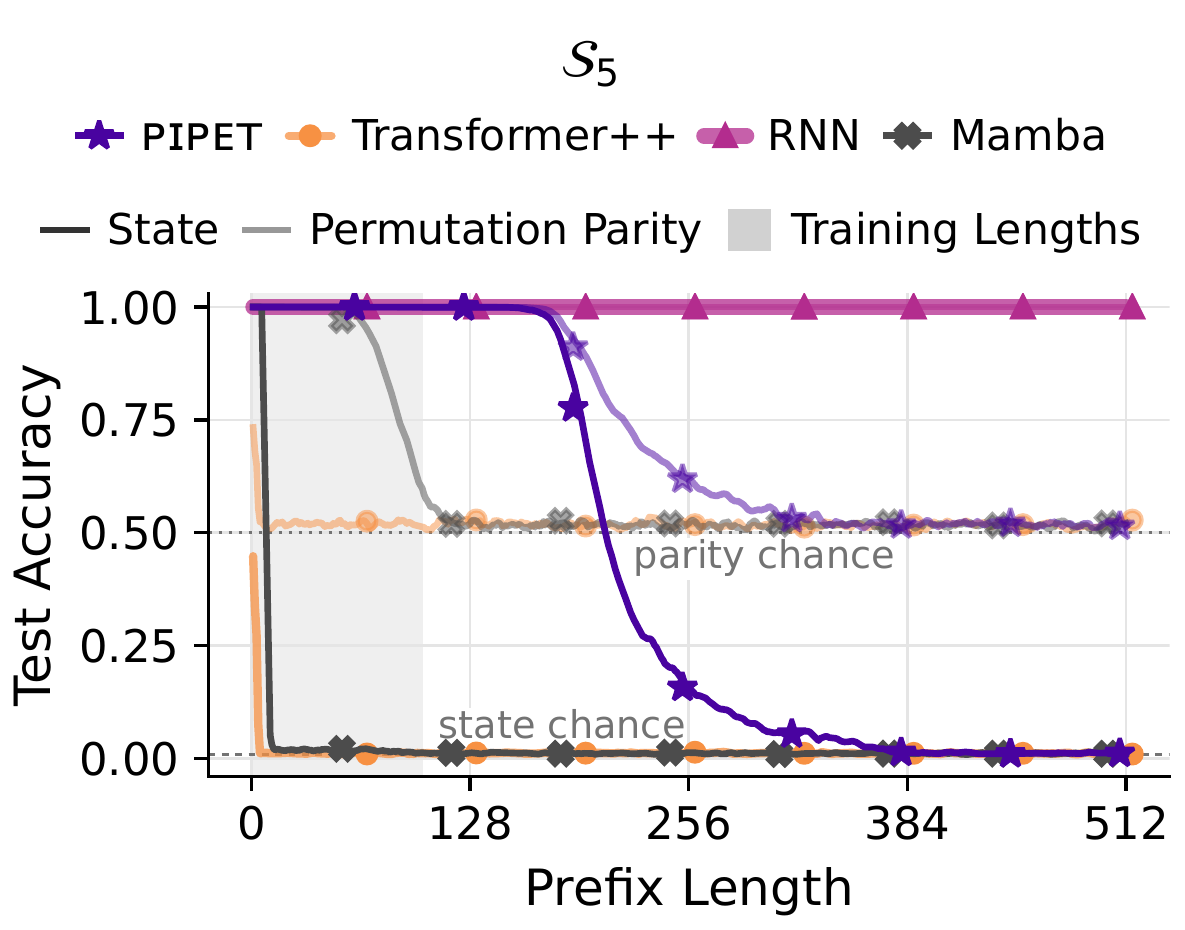 S5
PIPET Transformer++ RNN Mamba
State Permutation Parity Training Lengths
1.00
0.75
0.50
0.25
0.00
parity chance
state chance
0 128 256 384 512
Test Accuracy
Prefix Length